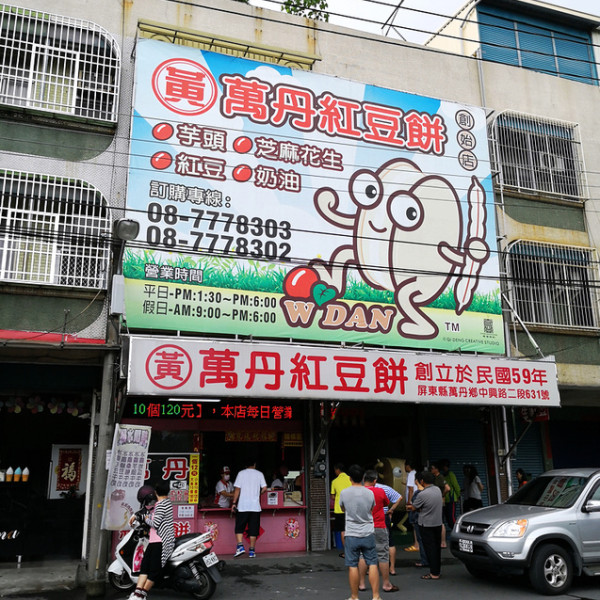 黃 萬丹紅豆餅
創始店
芋頭 芝麻花生
紅豆 奶油
訂購專線:
08-7778303
08-7778302
營業時間
平日-PM:1:30~PM:6:00
假日-AM:9:00~PM:6:00
W DAN
TM
黃 萬丹紅豆餅 創立於民國59年
屏東縣萬丹鄉中興路二段631號
10個120元】,本店每日營業
萬丹
福